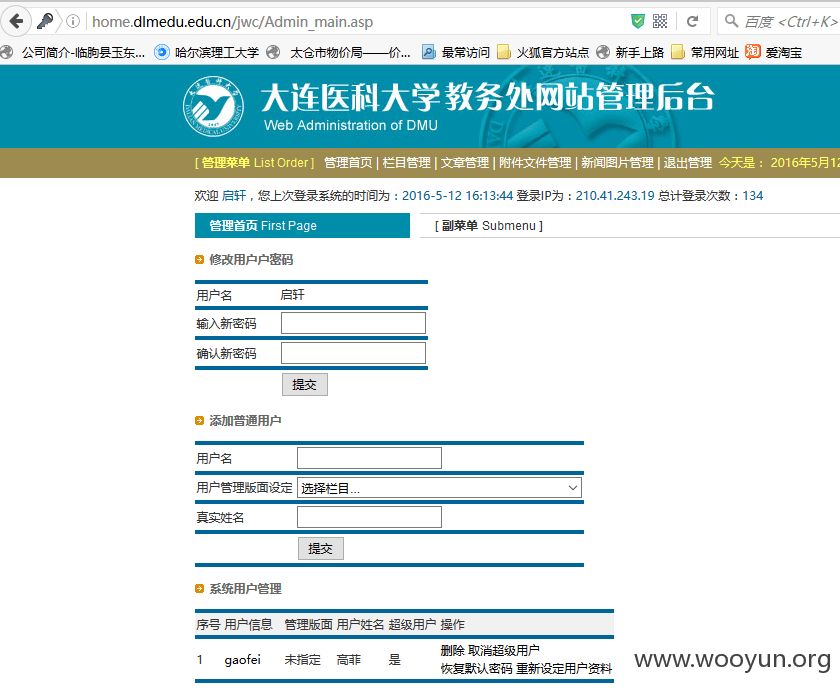 home.dlmedu.edu.cn/jwc/Admin_main.asp
百度 <Ctrl+K>
公司简介-临朐县玉东... 哈尔滨理工大学 太仓市物价局——价... 最常访问 火狐官方站点 新手上路 常用网址 爱淘宝
大连医科大学教务处网站管理后台
Web Administration of DMU
[ 管理菜单 List Order ] 管理首页 | 栏目管理 | 文章管理 | 附件文件管理 | 新闻图片管理 | 退出管理 今天是： 2016年5月12
欢迎 启轩，您上次登录系统的时间为：2016-5-12 16:13:44 登录IP为：210.41.243.19 总计登录次数：134
管理首页 First Page [ 副菜单 Submenu ]
修改用户户密码
用户名 启轩
输入新密码
确认新密码
提交
添加普通用户
用户名
用户管理版面设定 选择栏目...
真实姓名
提交
系统用户管理
序号 用户信息 管理版面 用户姓名 超级用户 操作
1 gaofei 未指定 高菲 是 删除 取消超级用户
恢复默认密码 重新设定用户资料
www.wooyun.org